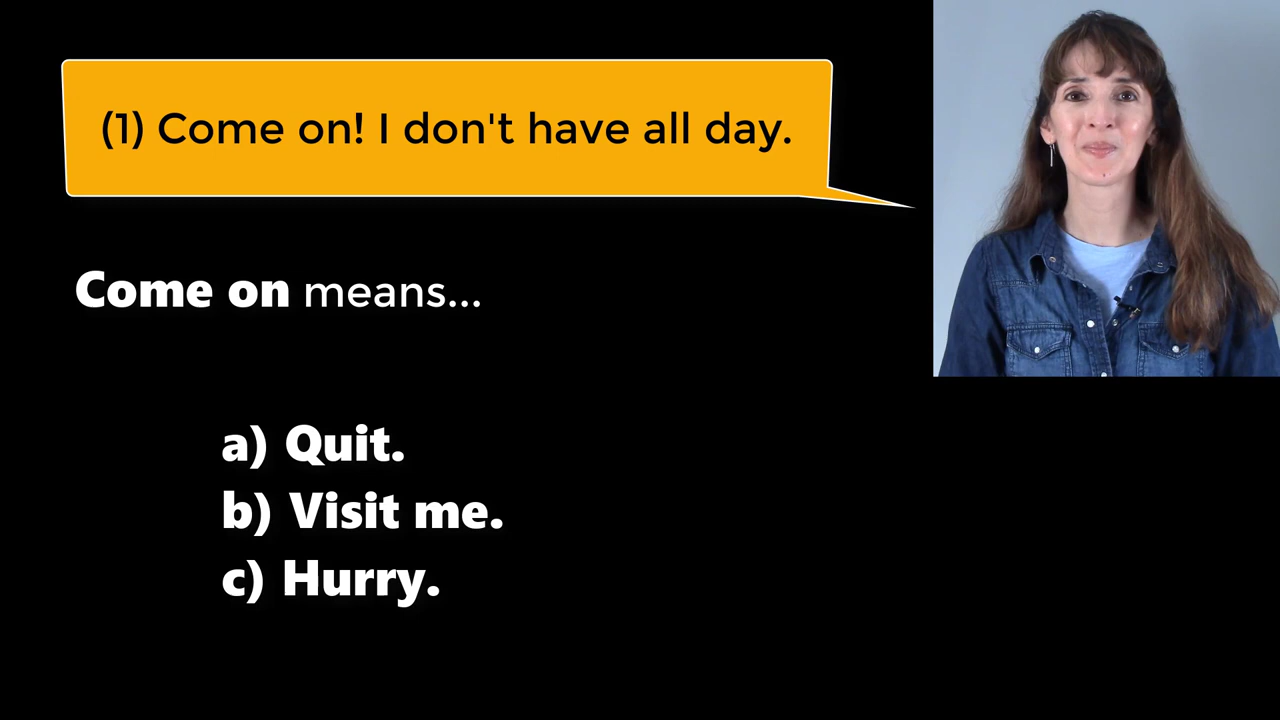 (1) Come on! I don't have all day.
Come on means...
a) Quit.
b) Visit me.
c) Hurry.